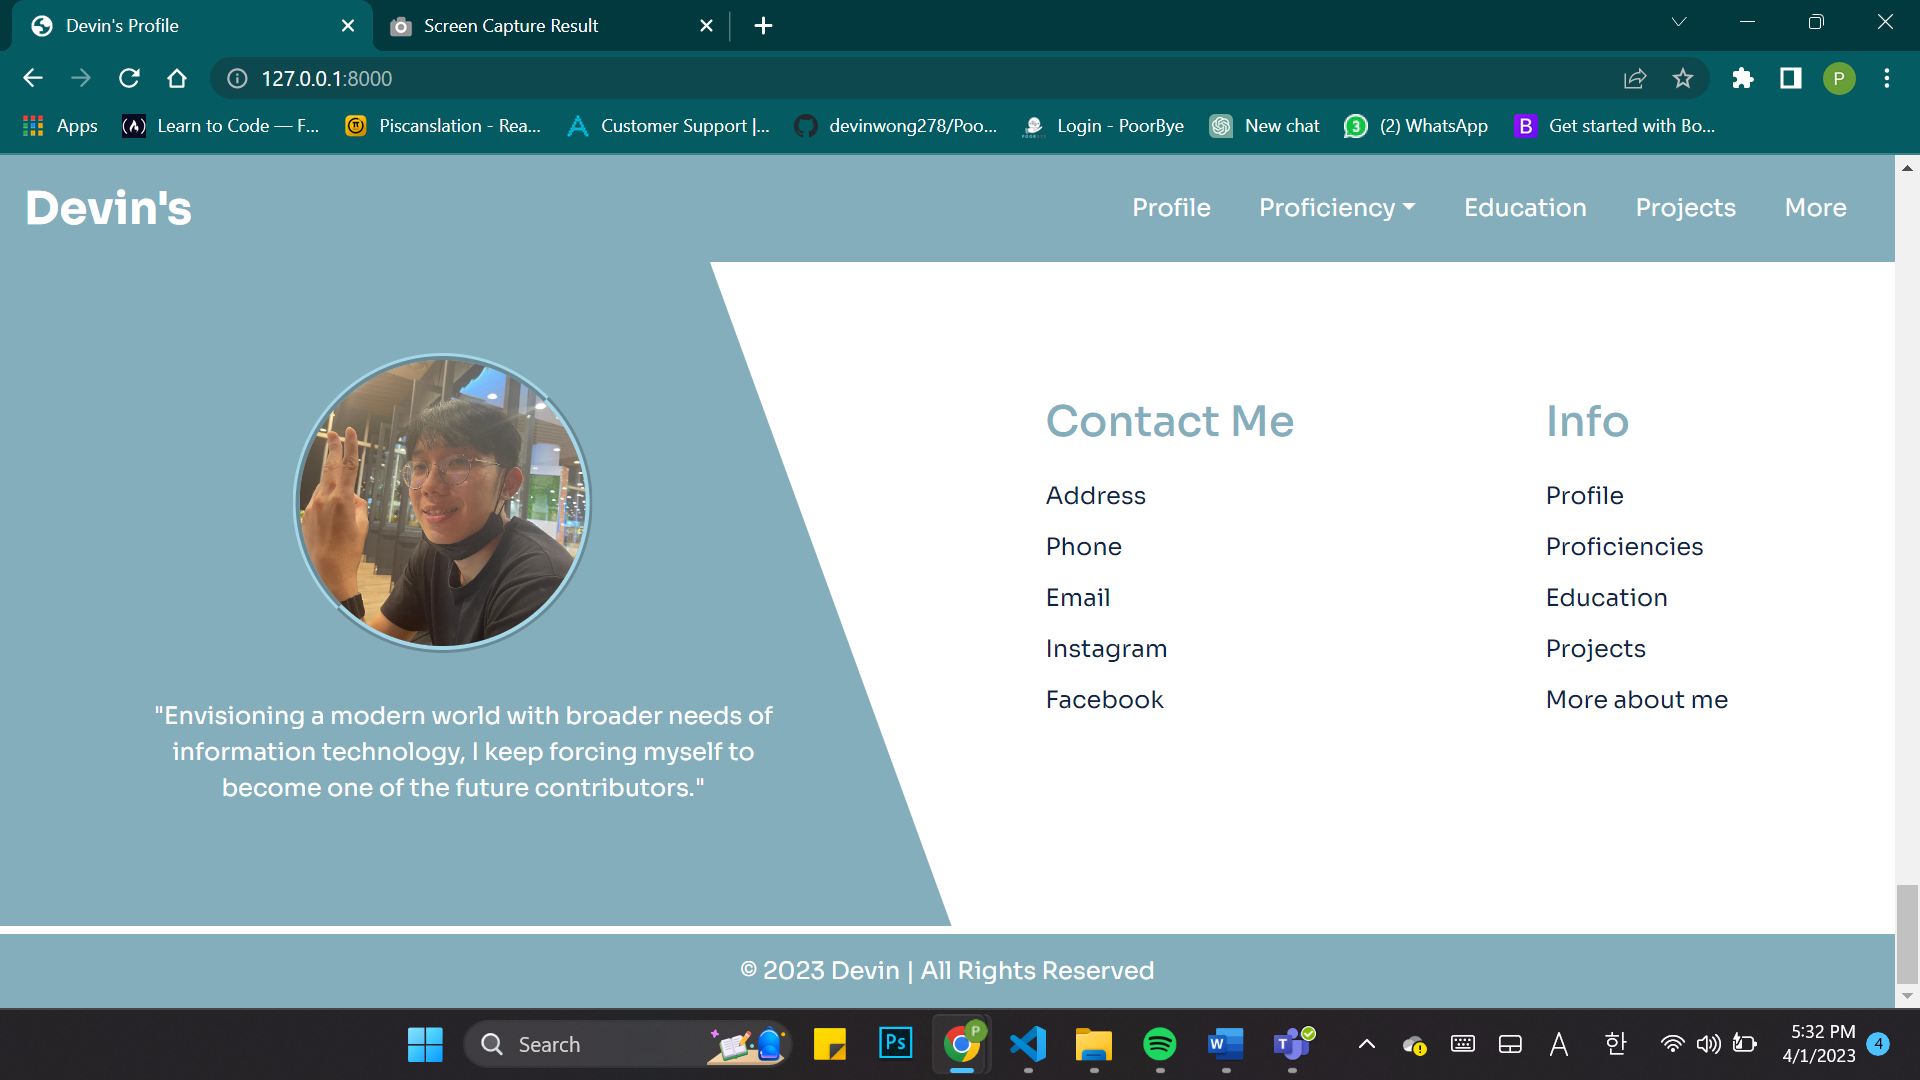 Devin's Profile
Screen Capture Result
127.0.0.1:8000
P
Apps
Learn to Code — F...
Piscanslation - Rea...
Customer Support |...
devinwong278/Poo...
Login - PoorBye
New chat
3
(2) WhatsApp
B
Get started with Bo...
Devin's
Profile
Proficiency
Education
Projects
More
"Envisioning a modern world with broader needs of
information technology, I keep forcing myself to
become one of the future contributors."
Contact Me
Address
Phone
Email
Instagram
Facebook
Info
Profile
Proficiencies
Education
Projects
More about me
© 2023 Devin | All Rights Reserved
Search
Ps
P
W
T
A
한
5:32 PM
4/1/2023
4